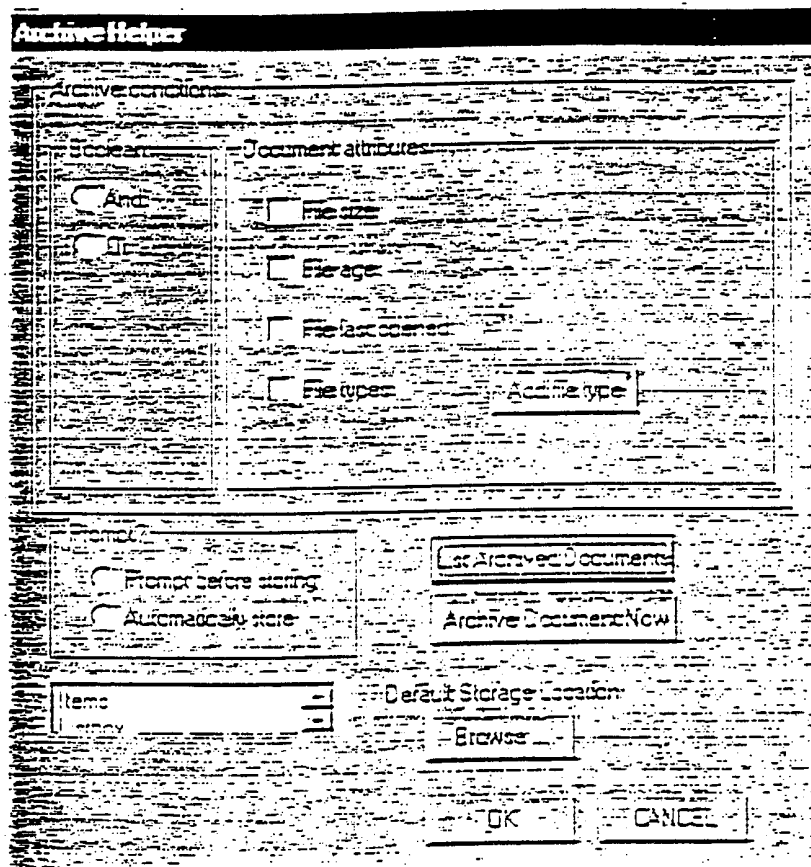 Archive Helper
Archive conditions
Boolean
Document attributes
And
Or
File size
File age
File last opened
File types
Add file type
Prompt?
Prompt before storing
Automatically store
List Archived Documents
Archive Document Now
Items
Default Storage Location
Browse
OK
CANCEL